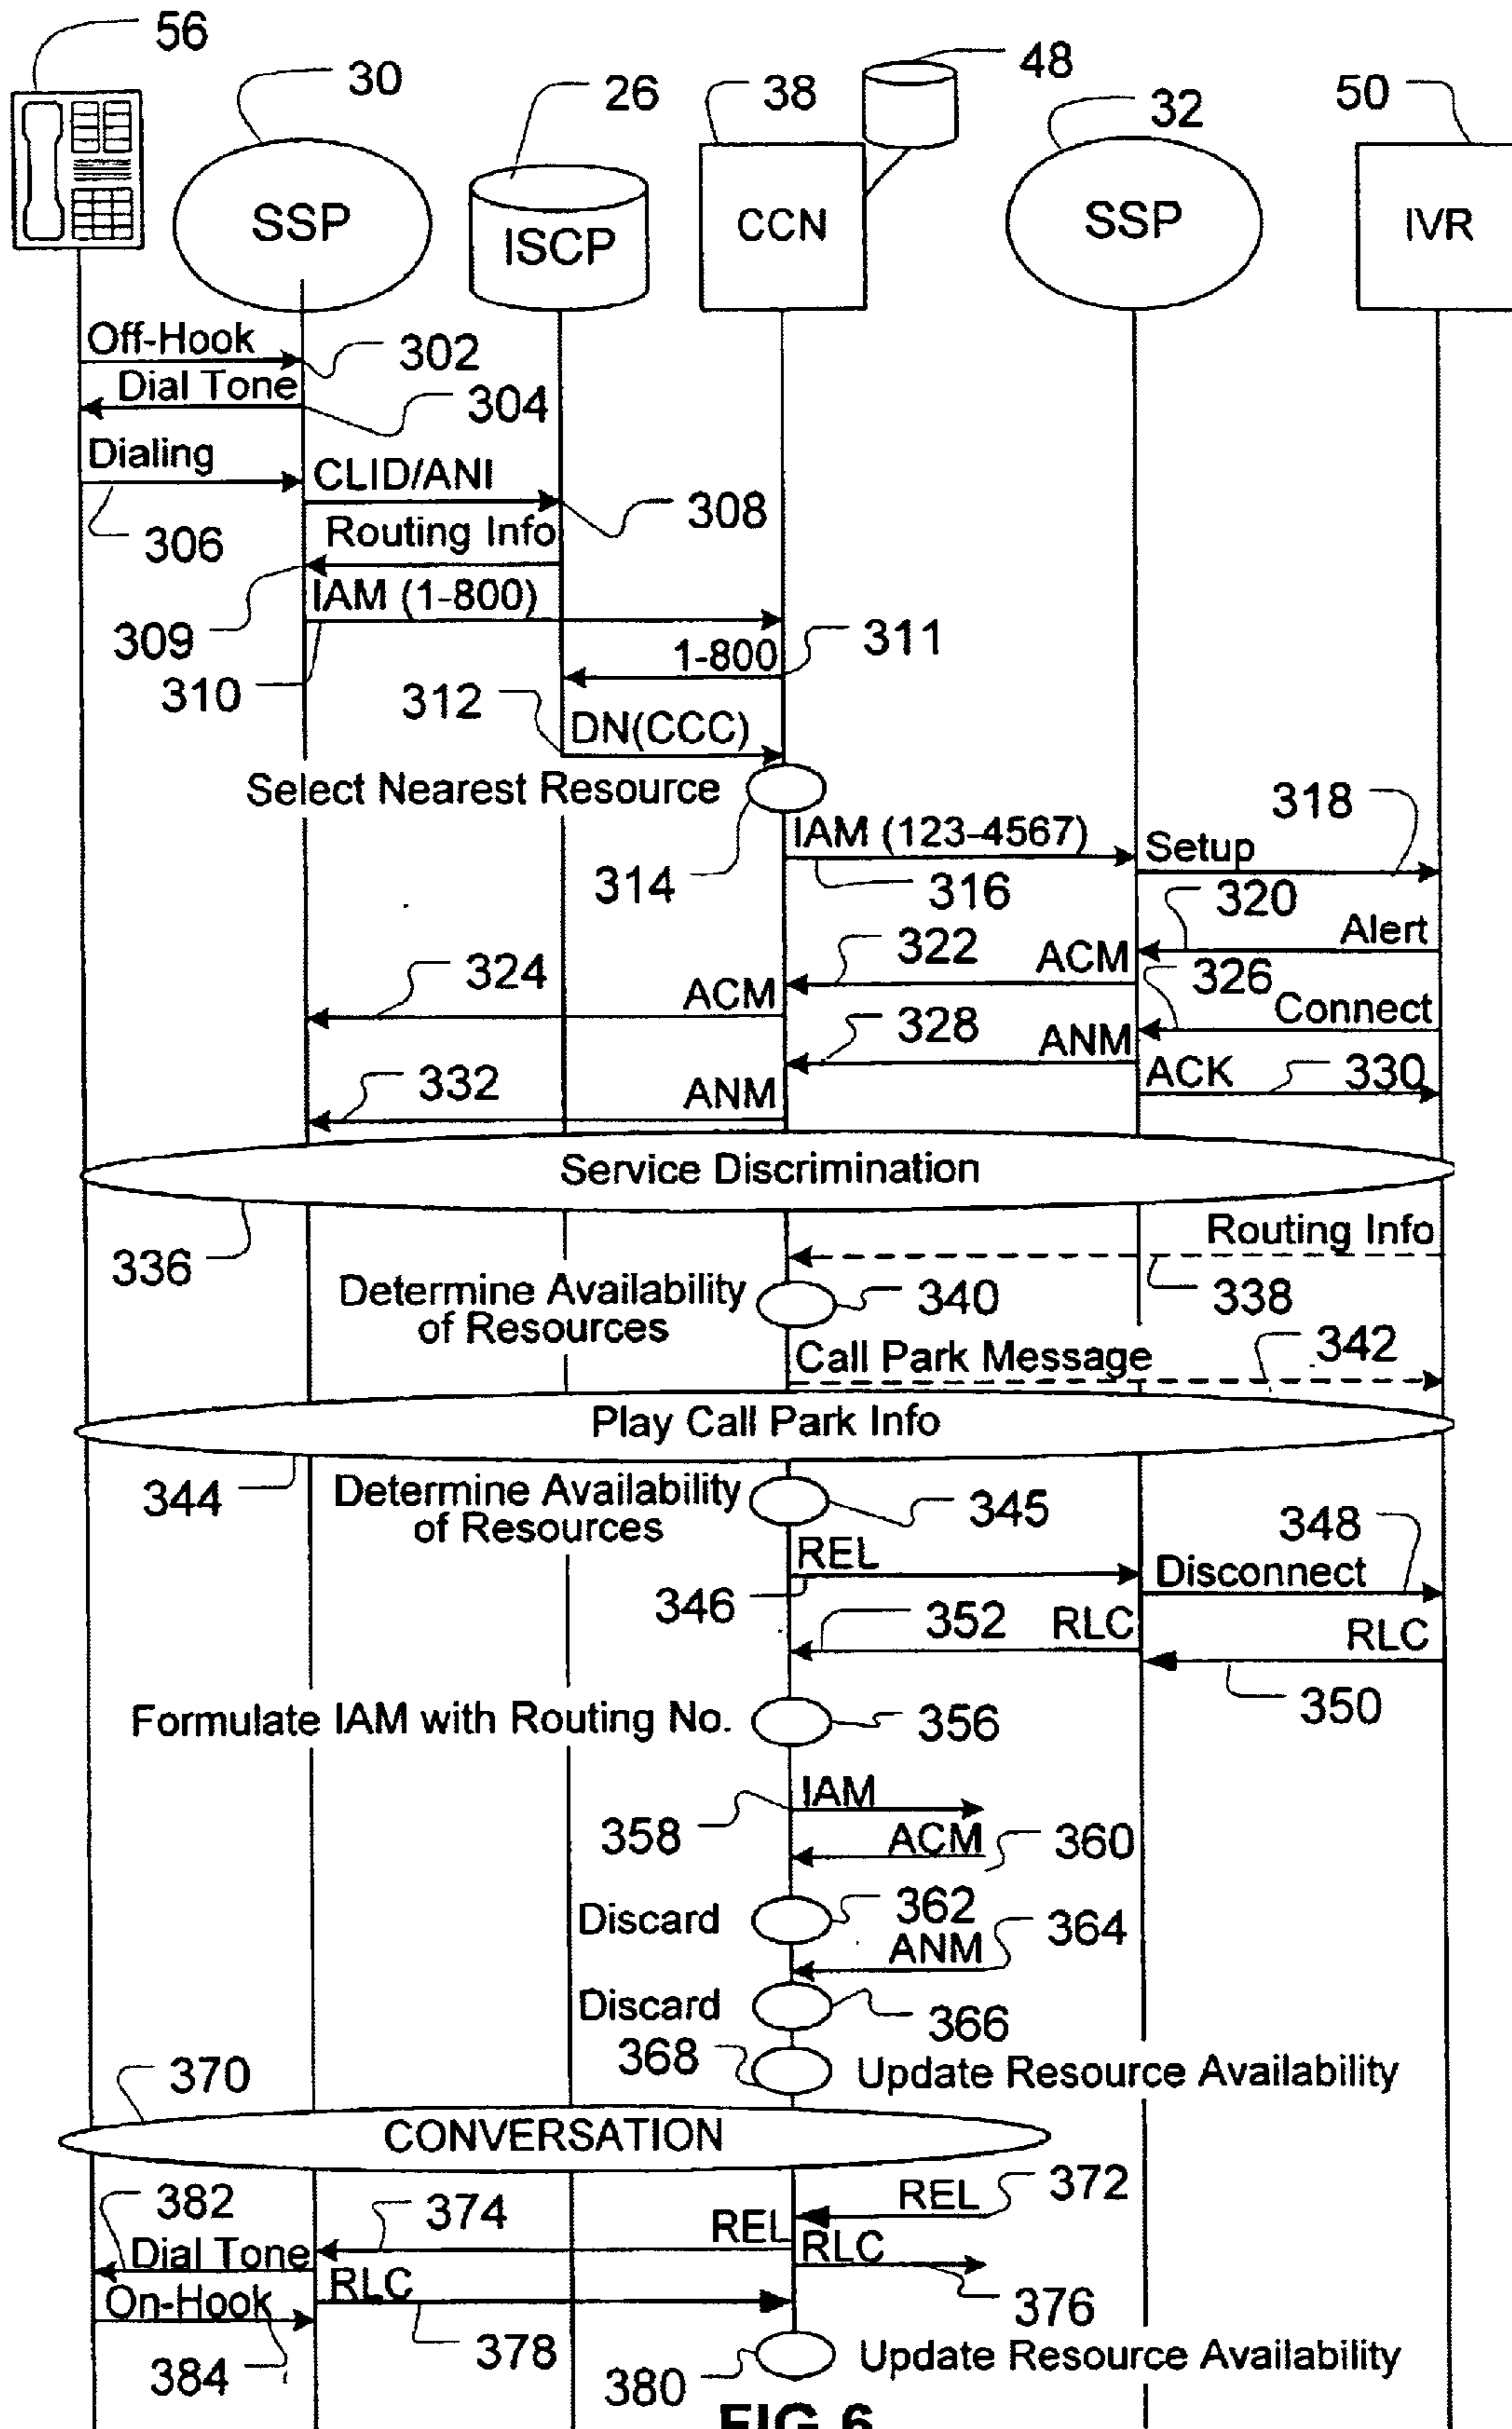 56
30
26
38
48
32
50
SSP
ISCP
CCN
SSP
IVR
Off-Hook
302
Dial Tone
304
Dialing
CLID/ANI
308
306
Routing Info
309
IAM (1-800)
310
1-800
311
312
DN(CCC)
Select Nearest Resource
314
IAM (123-4567)
316
Setup
318
320
Alert
322
ACM
324
ACM
326
Connect
328
ANM
ACK
330
332
ANM
Service Discrimination
336
Routing Info
338
Determine Availability
of Resources
340
Call Park Message
342
Play Call Park Info
344
Determine Availability
of Resources
345
REL
346
Disconnect
348
352
RLC
RLC
350
Formulate IAM with Routing No.
356
IAM
358
ACM
360
Discard
362
ANM
364
Discard
366
368
Update Resource Availability
370
CONVERSATION
REL
372
382
374
REL
RLC
Dial Tone
376
RLC
On-Hook
378
384
380
Update Resource Availability
FIG 6